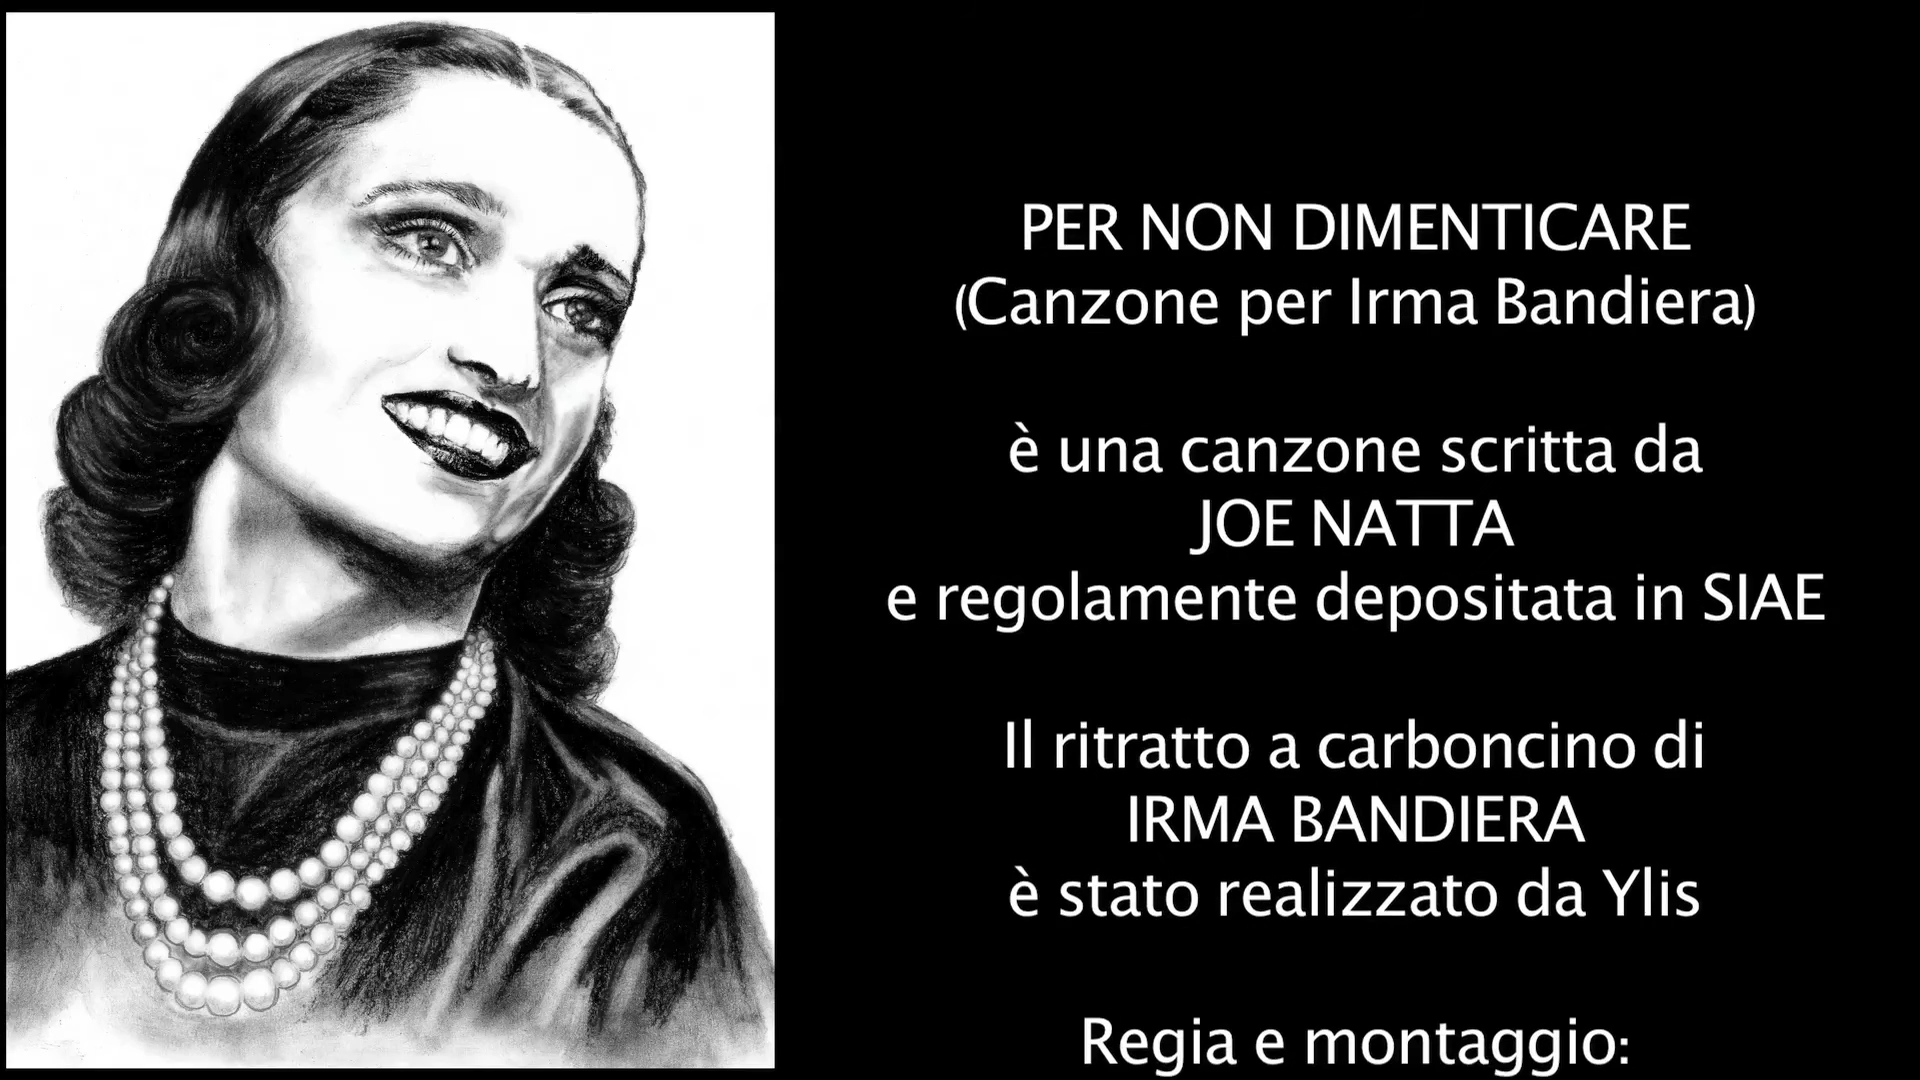 PER NON DIMENTICARE
(Canzone per Irma Bandiera)
è una canzone scritta da
JOE NATTA
e regolamente depositata in SIAE
Il ritratto a carboncino di
IRMA BANDIERA
è stato realizzato da Ylis
Regia e montaggio: